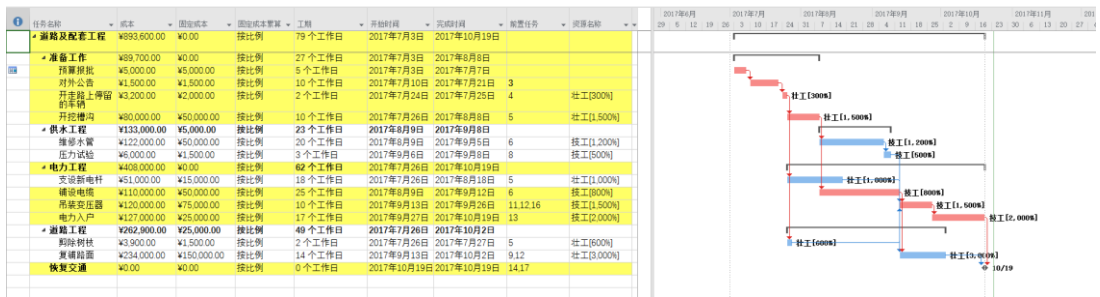 2017年6月 2017年7月 2017年8月 2017年9月 2017年10月 2017年11月
任务名称 成本 固定成本 固定成本累算 工期 开始时间 完成时间 前置任务 资源名称 29 5 12 19 26 3 10 17 24 31 7 14 21 28 4 11 18 25 2 9 16 23 30 6 13 20 27
道路及配套工程 ¥893,600.00 ¥0.00 按比例 79 个工作日 2017年7月3日 2017年10月19日
准备工作 ¥89,700.00 ¥0.00 按比例 27 个工作日 2017年7月3日 2017年8月8日
预算报批 ¥5,000.00 ¥5,000.00 按比例 5 个工作日 2017年7月3日 2017年7月7日
对外公告 ¥1,500.00 ¥1,500.00 按比例 10 个工作日 2017年7月10日 2017年7月21日 3
开走路上停留的车辆 ¥3,200.00 ¥2,000.00 按比例 2 个工作日 2017年7月24日 2017年7月25日 4 壮工[300%] 壮工[300%]
开挖槽沟 ¥80,000.00 ¥50,000.00 按比例 10 个工作日 2017年7月26日 2017年8月8日 5 壮工[1,500%] 壮工[1,500%]
供水工程 ¥133,000.00 ¥5,000.00 按比例 23 个工作日 2017年8月9日 2017年9月8日
维修水管 ¥122,000.00 ¥50,000.00 按比例 20 个工作日 2017年8月9日 2017年9月5日 6 技工[1,200%] 技工[1,200%]
压力试验 ¥6,000.00 ¥1,500.00 按比例 3 个工作日 2017年9月6日 2017年9月8日 8 技工[500%] 技工[500%]
电力工程 ¥408,000.00 ¥0.00 按比例 62 个工作日 2017年7月26日 2017年10月19日
支设新电杆 ¥51,000.00 ¥15,000.00 按比例 18 个工作日 2017年7月26日 2017年8月18日 5 壮工[1,000%] 壮工[1,000%]
铺设电缆 ¥110,000.00 ¥50,000.00 按比例 25 个工作日 2017年8月9日 2017年9月12日 6 技工[800%] 技工[800%]
吊装变压器 ¥120,000.00 ¥75,000.00 按比例 10 个工作日 2017年9月13日 2017年9月26日 11,12,16 技工[1,500%] 技工[1,500%]
电力入户 ¥127,000.00 ¥25,000.00 按比例 17 个工作日 2017年9月27日 2017年10月19日 13 技工[2,000%] 技工[2,000%]
道路工程 ¥262,900.00 ¥25,000.00 按比例 49 个工作日 2017年7月26日 2017年10月2日
剪除树枝 ¥3,900.00 ¥1,500.00 按比例 2 个工作日 2017年7月26日 2017年7月27日 5 壮工[600%] 壮工[600%]
复铺路面 ¥234,000.00 ¥150,000.00 按比例 14 个工作日 2017年9月13日 2017年10月2日 9,12 壮工[3,000%] 壮工[3,000%]
恢复交通 ¥0.00 ¥0.00 按比例 0 个工作日 2017年10月19日 2017年10月19日 14,17 10/19